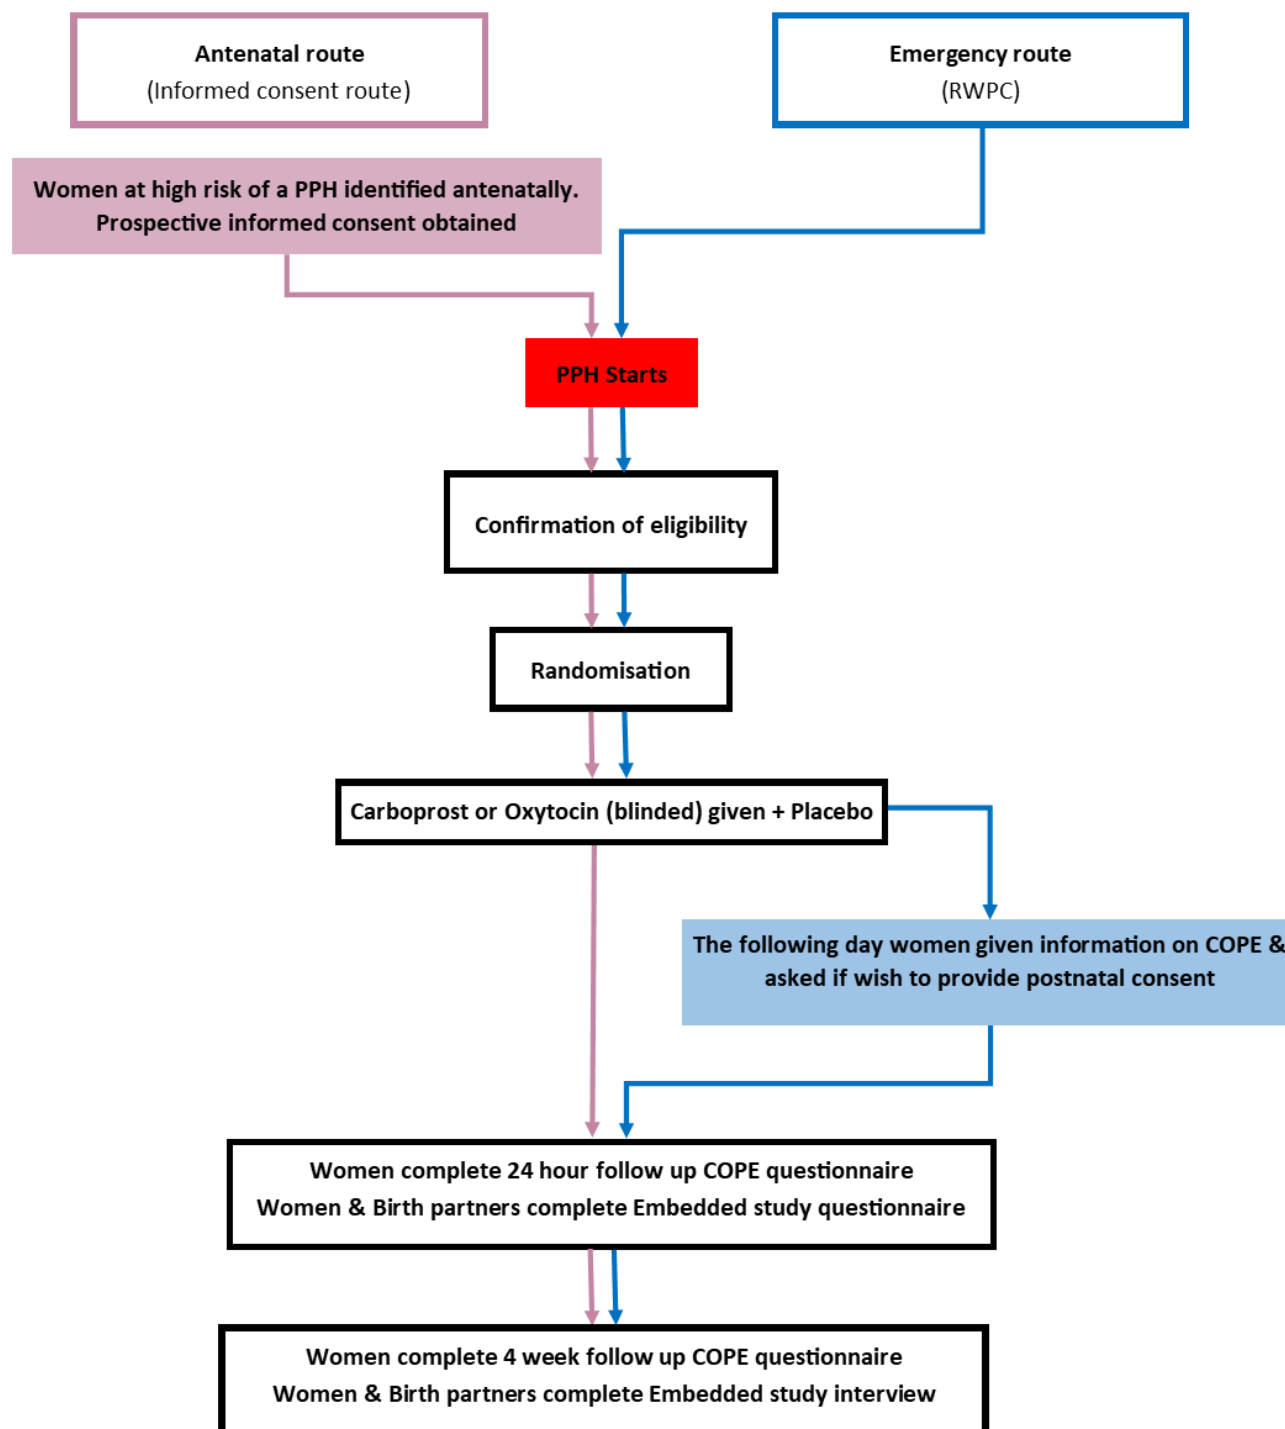 Antenatal route
(Informed consent route)
Emergency route
(RWPC)
Women at high risk of a PPH identified antenatally.
Prospective informed consent obtained
PPH Starts
Confirmation of eligibility
Randomisation
Carboprost or Oxytocin (blinded) given + Placebo
The following day women given information on COPE &
asked if wish to provide postnatal consent
Women complete 24 hour follow up COPE questionnaire
Women & Birth partners complete Embedded study questionnaire
Women complete 4 week follow up COPE questionnaire
Women & Birth partners complete Embedded study interview